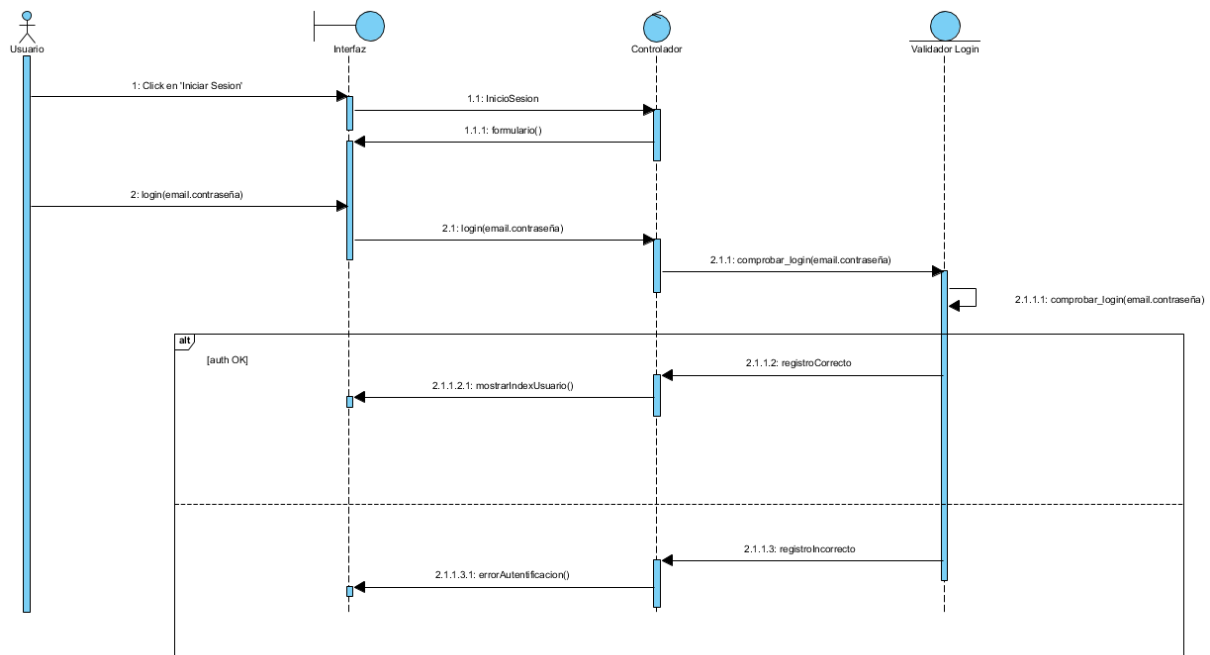 Usuario
Interfaz
Controlador
Validador Login
1: Click en 'Iniciar Sesion'
1.1: InicioSesion
1.1.1: formulario()
2: login(email.contraseña)
2.1: login(email.contraseña)
2.1.1: comprobar_login(email.contraseña)
2.1.1.1: comprobar_login(email.contraseña)
alt
[auth OK]
2.1.1.2: registroCorrecto
2.1.1.2.1: mostrarIndexUsuario()
2.1.1.3: registroIncorrecto
2.1.1.3.1: errorAutentificacion()